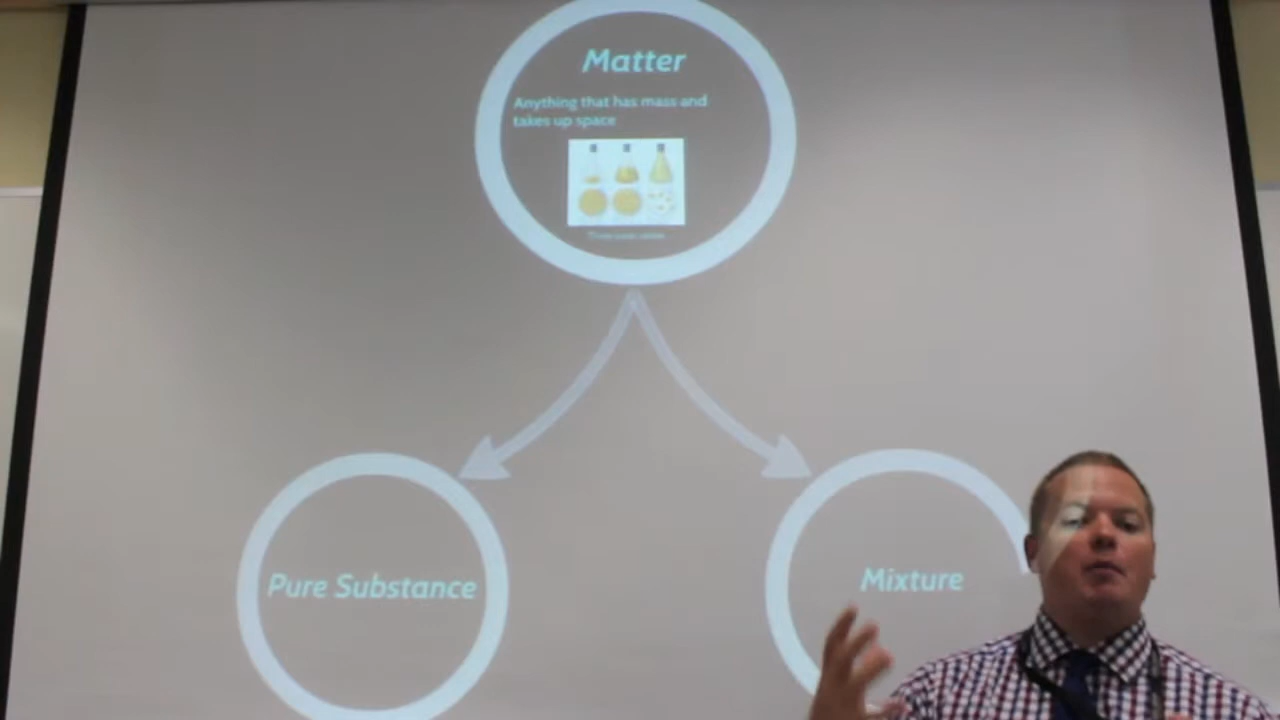 Matter
Anything that has mass and
takes up space
Pure Substance
Mixture